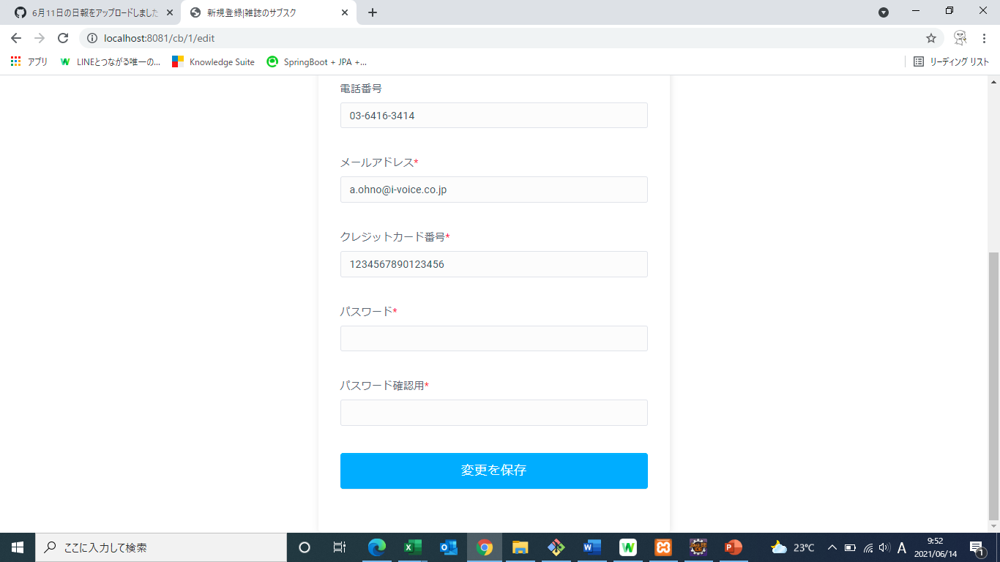 6月11日の日報をアップロードしました
新規登録|雑誌のサブスク
localhost:8081/cb/1/edit
アプリ
LINEとつながる唯一の...
Knowledge Suite
SpringBoot + JPA +...
リーディング リスト
電話番号
03-6416-3414
メールアドレス*
a.ohno@i-voice.co.jp
クレジットカード番号*
1234567890123456
パスワード*
パスワード確認用*
変更を保存
ここに入力して検索
23°C
A
9:52
2021/06/14
1